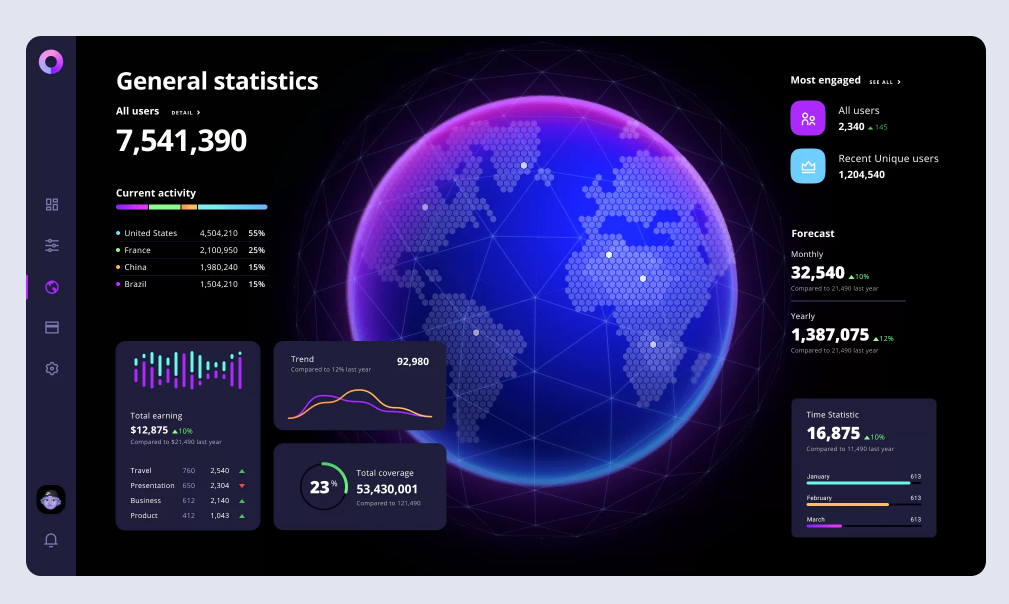 General statistics
All users DETAIL
7,541,390
Current activity
United States 4,504,210 55%
France 2,100,950 25%
China 1,980,240 15%
Brazil 1,504,210 15%
Total earning
$12,875 10%
Compared to $21,490 last year
Travel 760 2,540
Presentation 650 2,304
Business 612 2,140
Product 412 1,043
Trend 92,980
Compared to 12% last year
23%
Total coverage
53,430,001
Compared to 121,490
Most engaged SEE ALL
All users
2,340 145
Recent Unique users
1,204,540
Forecast
Monthly
32,540 10%
Compared to 21,490 last year
Yearly
1,387,075 12%
Compared to 21,490 last year
Time Statistic
16,875 10%
Compared to 11,490 last year
January 613
February 613
March 613